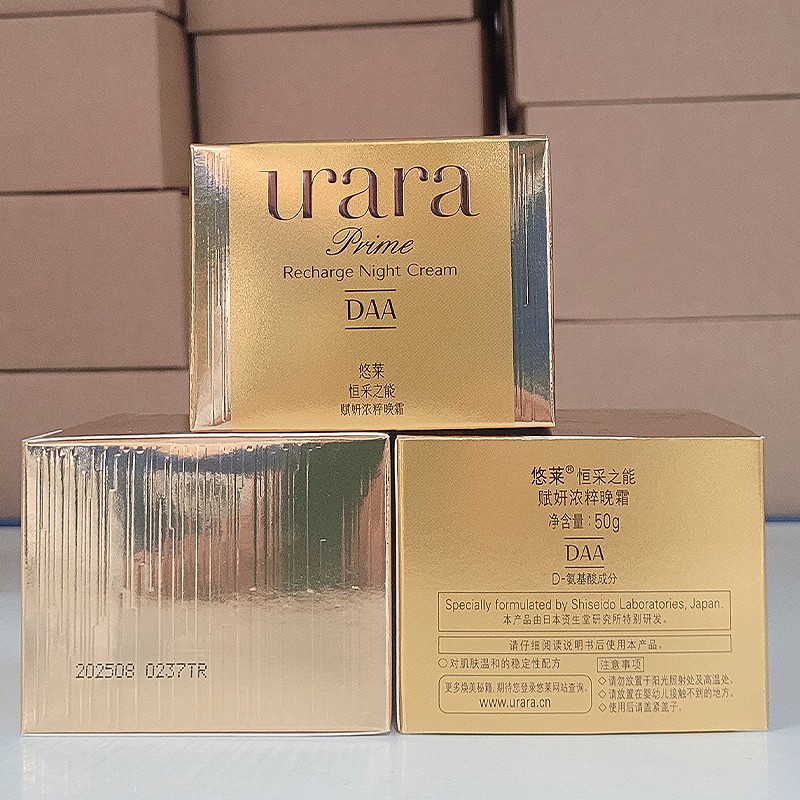 urara
Prime
Recharge Night Cream
DAA
悠莱
恒采之能
赋妍浓粹晚霜
202508 0237TR
悠莱® 恒采之能
赋妍浓粹晚霜
净含量：50g
DAA
D-氨基酸成分
Specially formulated by Shiseido Laboratories, Japan.
本产品由日本资生堂研究所特别研发。
请仔细阅读说明书后使用本产品。
○对肌肤温和的稳定性配方
更多焕美秘籍,期待您登录悠莱网站查询。
www.urara.cn
注意事项
◇请勿放置于阳光照射处及高温处。
◇请放置在婴幼儿接触不到的地方。
◇使用后请盖紧盖子。